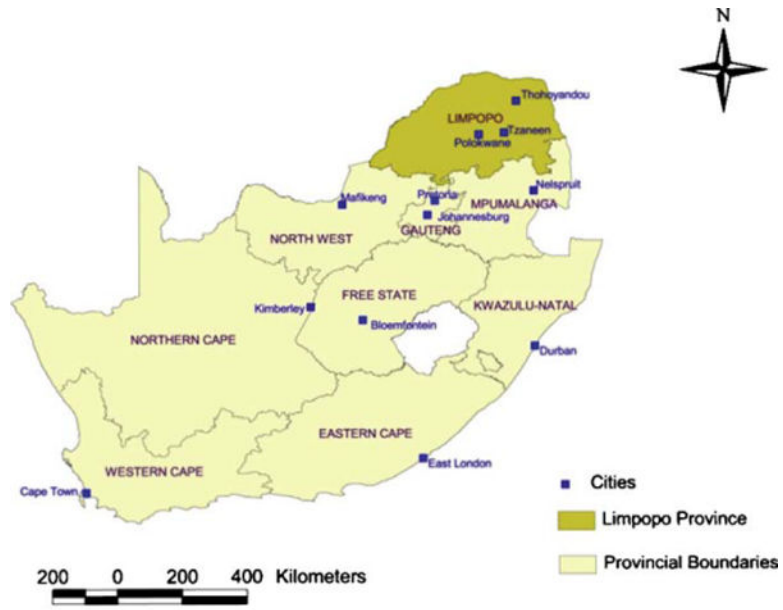 N
Thohoyandou
LIMPOPO
Tzaneen
Polokwane
Nelspruit
Pretoria
MPUMALANGA
Mafikeng
Johannesburg
GAUTENG
NORTH WEST
FREE STATE
KWAZULU-NATAL
Kimberley
Bloemfontein
NORTHERN CAPE
Durban
EASTERN CAPE
East London
WESTERN CAPE
Cape Town
Cities
Limpopo Province
Provincial Boundaries
200 0 200 400 Kilometers